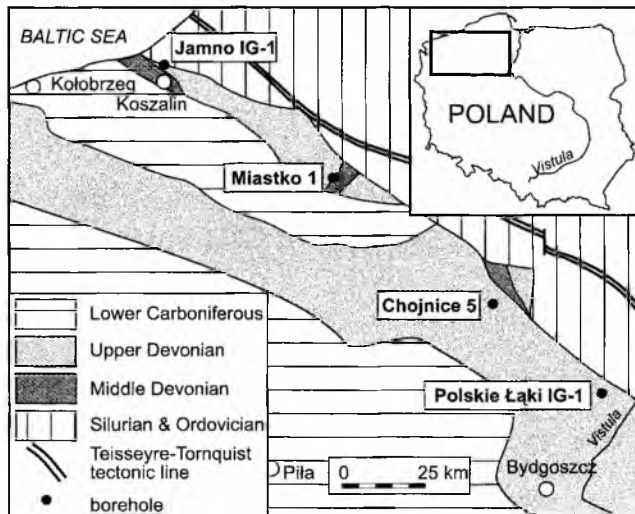 BALTIC SEA
Jamno IG-1
Kołobrzeg
Koszalin
POLAND
Vistula
Miastko 1
Chojnice 5
Polskie Łąki IG-1
Vistula
Bydgoszcz
Piła
0 25 km
Lower Carboniferous
Upper Devonian
Middle Devonian
Silurian & Ordovician
Teisseyre-Tornquist
tectonic line
borehole